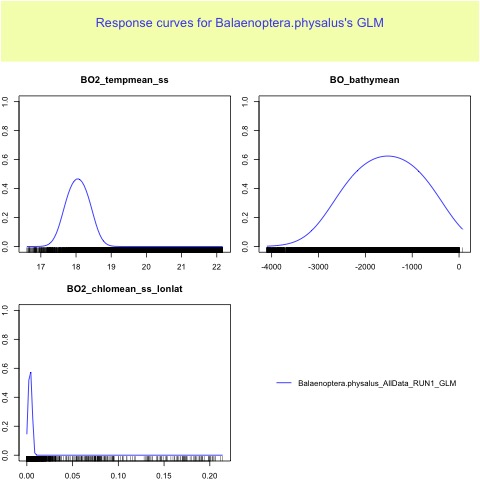 Response curves for Balaenoptera.physalus's GLM
BO2_tempmean_ss
1.0
0.8
0.6
0.4
0.2
0.0
17 18 19 20 21 22
BO_bathymean
1.0
0.8
0.6
0.4
0.2
0.0
-4000 -3000 -2000 -1000 0
BO2_chlomean_ss_lonlat
1.0
0.8
0.6
0.4
0.2
0.0
0.00 0.05 0.10 0.15 0.20
Balaenoptera.physalus_AllData_RUN1_GLM